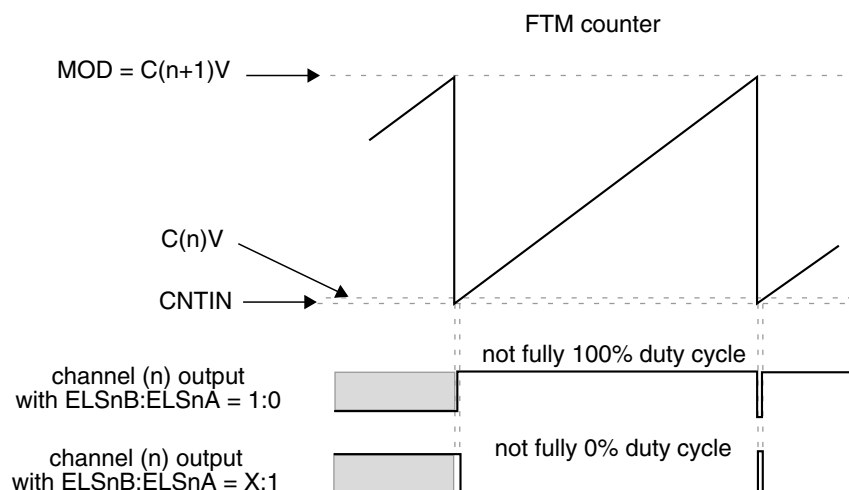 FTM counter
MOD = C(n+1)V
C(n)V
CNTIN
not fully 100% duty cycle
channel (n) output
with ELSnB:ELSnA = 1:0
not fully 0% duty cycle
channel (n) output
with ELSnB:ELSnA = X:1